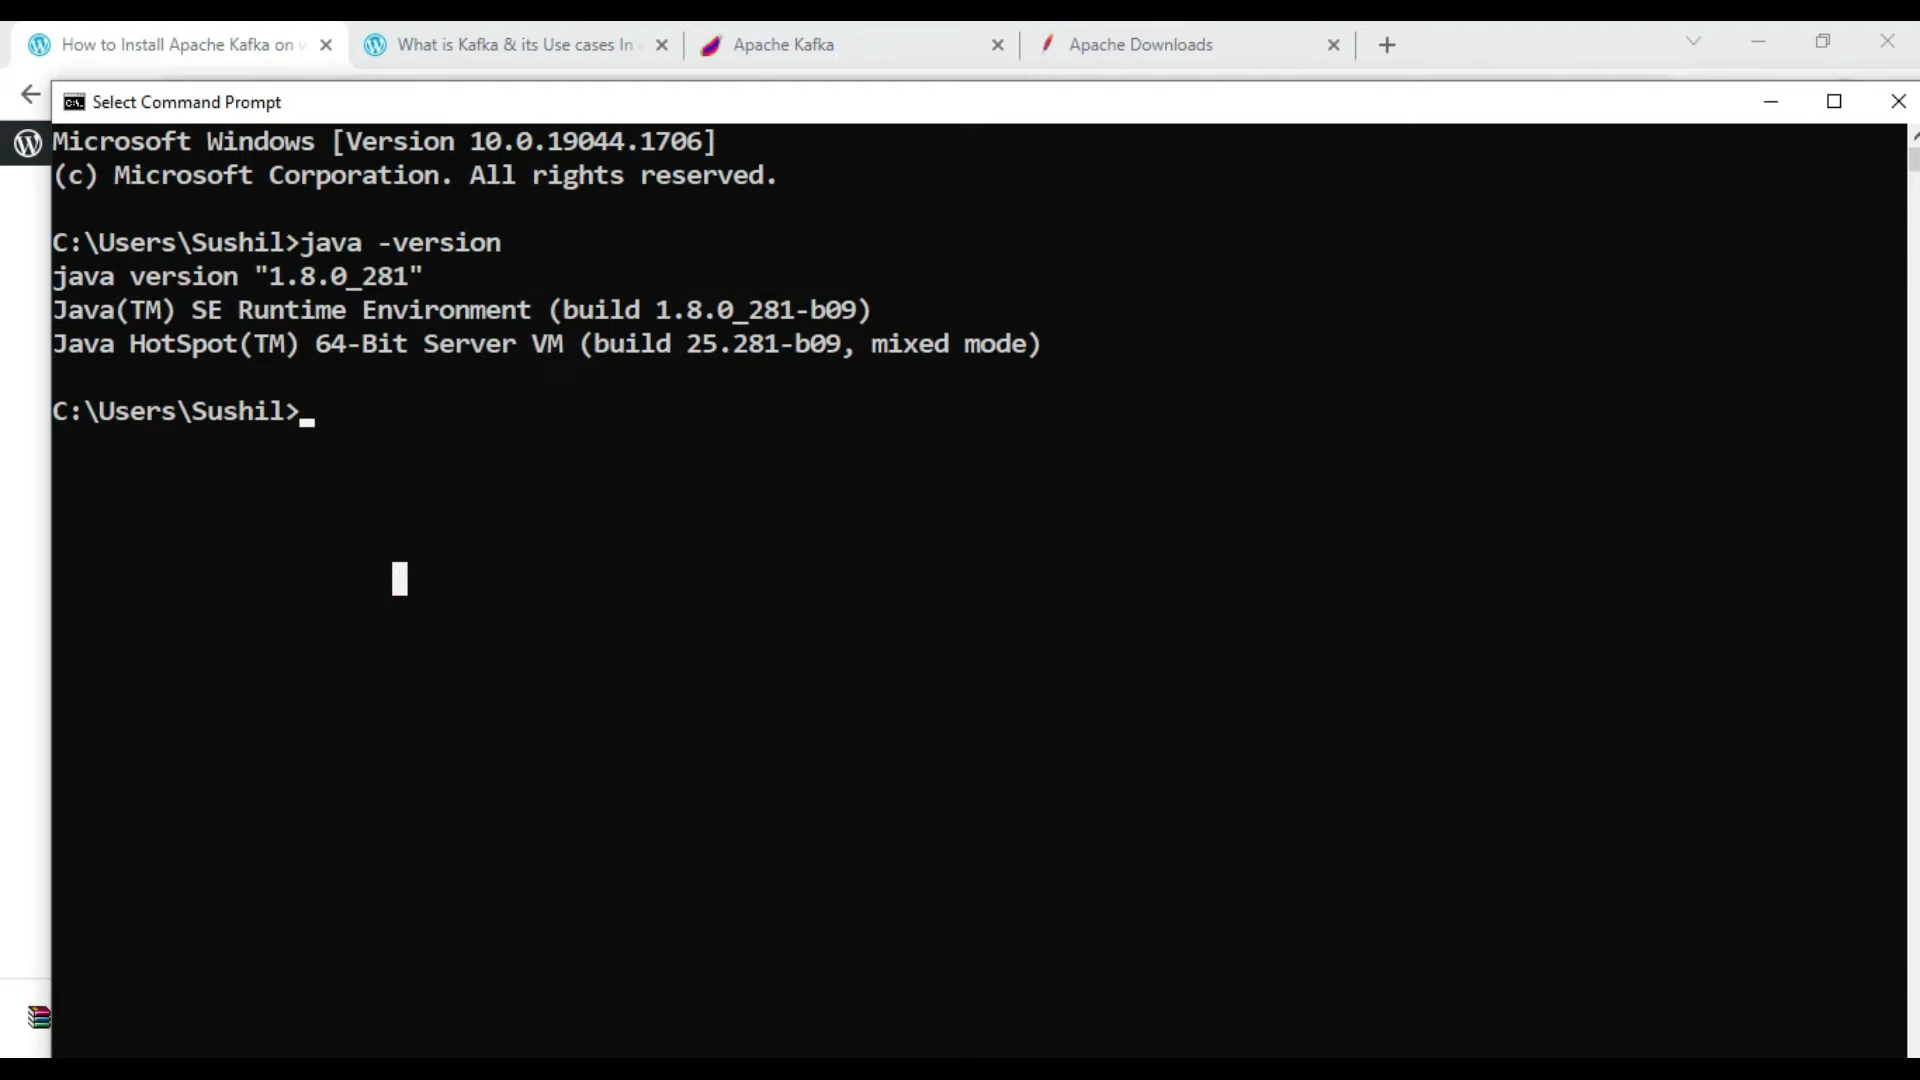 How to Install Apache Kafka on
What is Kafka & its Use cases In
Apache Kafka
Apache Downloads
Select Command Prompt
Microsoft Windows [Version 10.0.19044.1706]
(c) Microsoft Corporation. All rights reserved.
C:\Users\Sushil>java -version
java version "1.8.0_281"
Java(TM) SE Runtime Environment (build 1.8.0_281-b09)
Java HotSpot(TM) 64-Bit Server VM (build 25.281-b09, mixed mode)
C:\Users\Sushil>